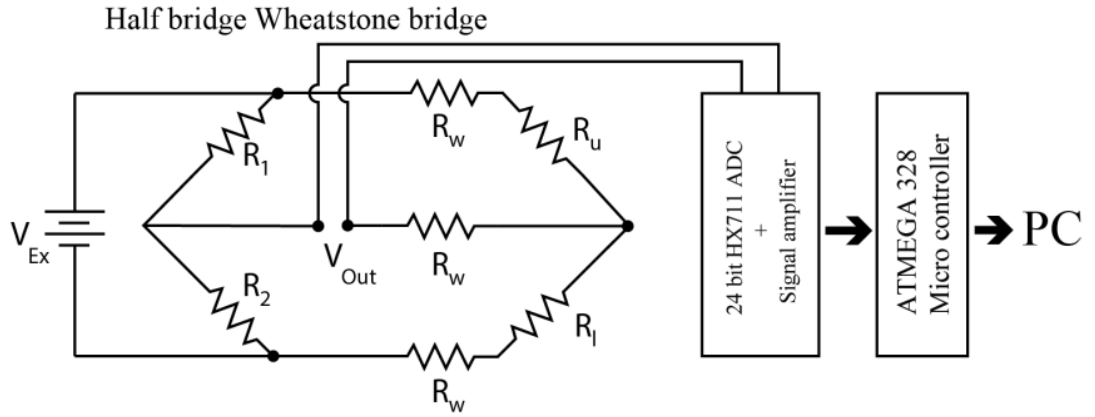 Half bridge Wheatstone bridge
R1
Rw
Ru
VEx
VOut
Rw
R2
Rl
Rw
24 bit HX711 ADC
+
Signal amplifier
ATMEGA 328
Micro controller
PC